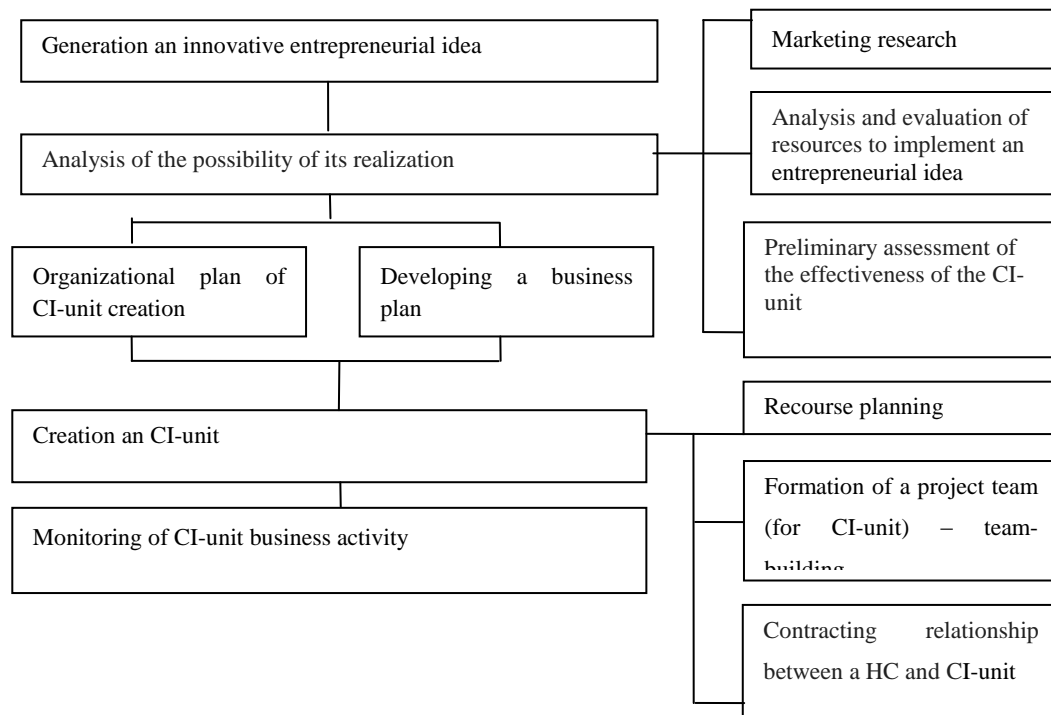 Generation an innovative entrepreneurial idea
Analysis of the possibility of its realization
Organizational plan of
CI-unit creation
Developing a business
plan
Creation an CI-unit
Monitoring of CI-unit business activity
Marketing research
Analysis and evaluation of
resources to implement an
entrepreneurial idea
Preliminary assessment of
the effectiveness of the CI-
unit
Recourse planning
Formation of a project team
(for CI-unit) – team-
building
Contracting relationship
between a HC and CI-unit